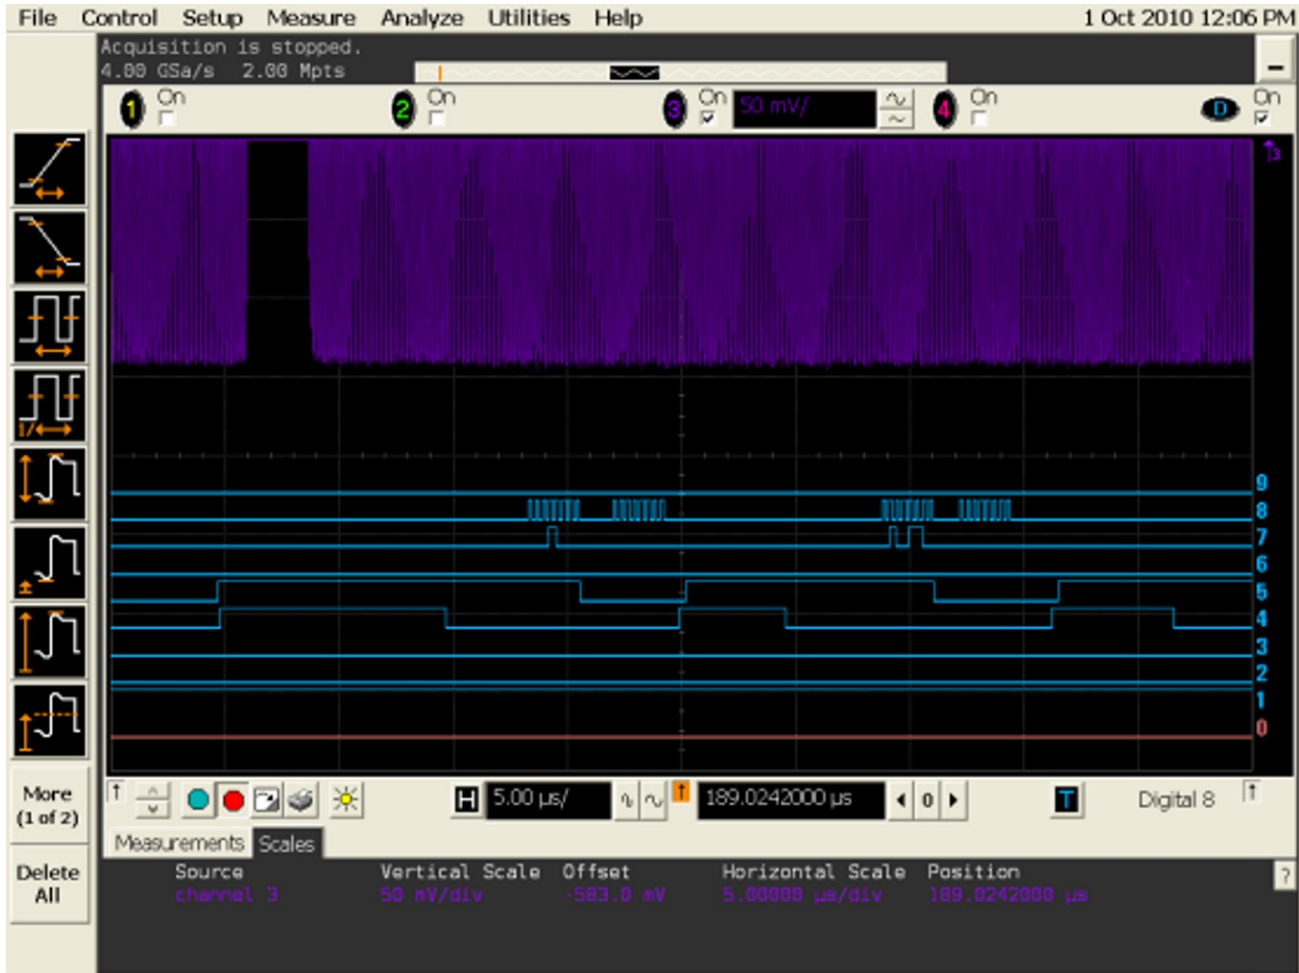 File Control Setup Measure Analyze Utilities Help 1 Oct 2010 12:06 PM
Acquisition is stopped.
4.00 GSa/s 2.00 Mpts
1 On 2 On 3 On 50 mV/ 4 On D On
3
9
8
7
6
5
4
3
2
1
0
1/
More
(1 of 2)
Delete
All
H 5.00 µs/ 189.0242000 µs 0 T Digital 8
Measurements Scales
Source Vertical Scale Offset Horizontal Scale Position
channel 3 50 mV/div -583.0 mV 5.00000 µs/div 189.0242000 µs
?